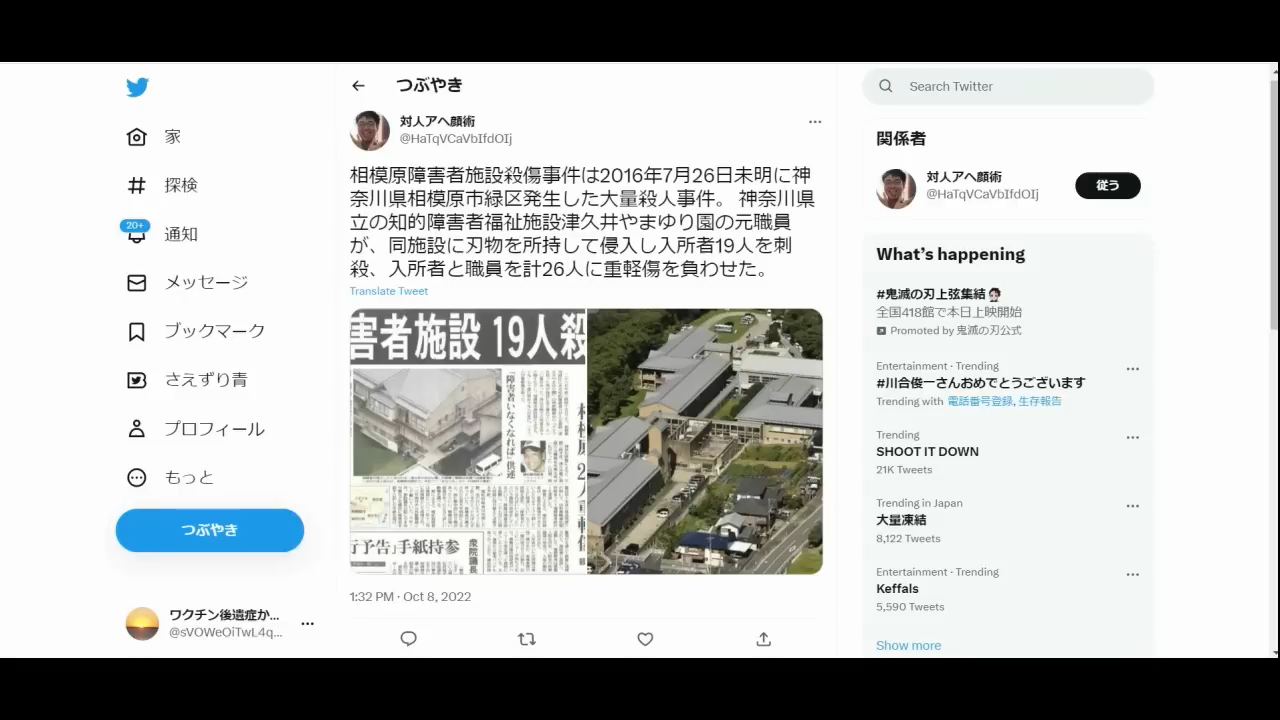 つぶやき
対人アへ顔術
@HaTqVCaVbIfdOIj
相模原障害者施設殺傷事件は2016年7月26日未明に神
奈川県相模原市緑区発生した大量殺人事件。 神奈川県
立の知的障害者福祉施設津久井やまゆり園の元職員
が、同施設に刃物を所持して侵入し入所者19人を刺
殺、入所者と職員を計26人に重軽傷を負わせた。
Translate Tweet
害者施設 19人殺
「障害者いなくなれば」供述
行予告」手紙持参
衆院議長
1:32 PM · Oct 8, 2022
家
探検
20+
通知
メッセージ
ブックマーク
さえずり青
プロフィール
もっと
つぶやき
ワクチン後遺症か...
@sVOWeOiTwL4q...
Search Twitter
関係者
対人アへ顔術
@HaTqVCaVbIfdOIj
従う
What's happening
#鬼滅の刃上弦集結
全国418館で本日上映開始
Promoted by 鬼滅の刃公式
Entertainment · Trending
#川合俊一さんおめでとうございます
Trending with 電話番号登録, 生存報告
Trending
SHOOT IT DOWN
21K Tweets
Trending in Japan
大量凍結
8,122 Tweets
Entertainment · Trending
Keffals
5,590 Tweets
Show more